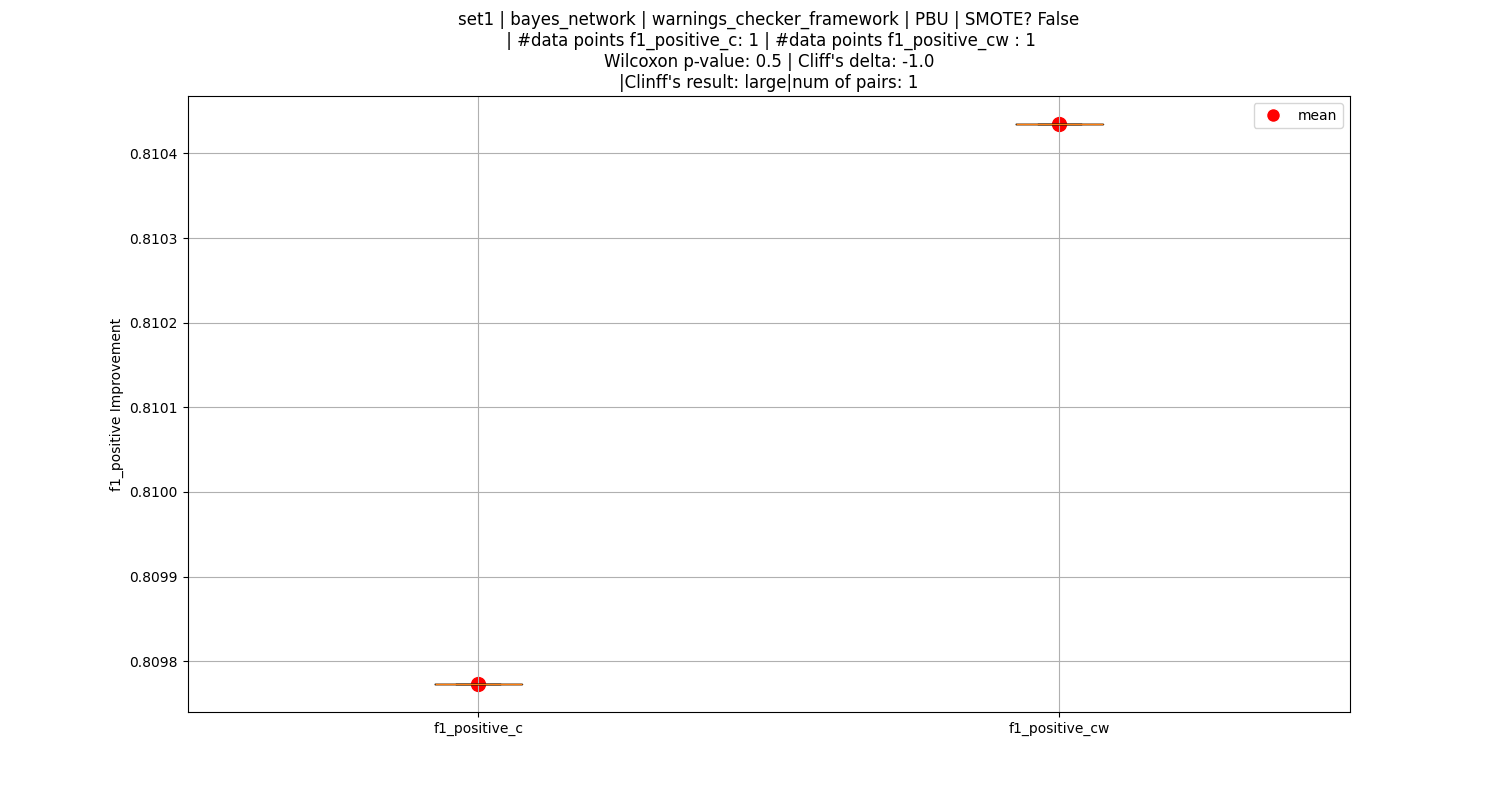 set1 | bayes_network | warnings_checker_framework | PBU | SMOTE? False
| #data points f1_positive_c: 1 | #data points f1_positive_cw : 1
Wilcoxon p-value: 0.5 | Cliff's delta: -1.0
|Clinff's result: large|num of pairs: 1
mean
f1_positive Improvement
0.8104
0.8103
0.8102
0.8101
0.8100
0.8099
0.8098
f1_positive_c
f1_positive_cw